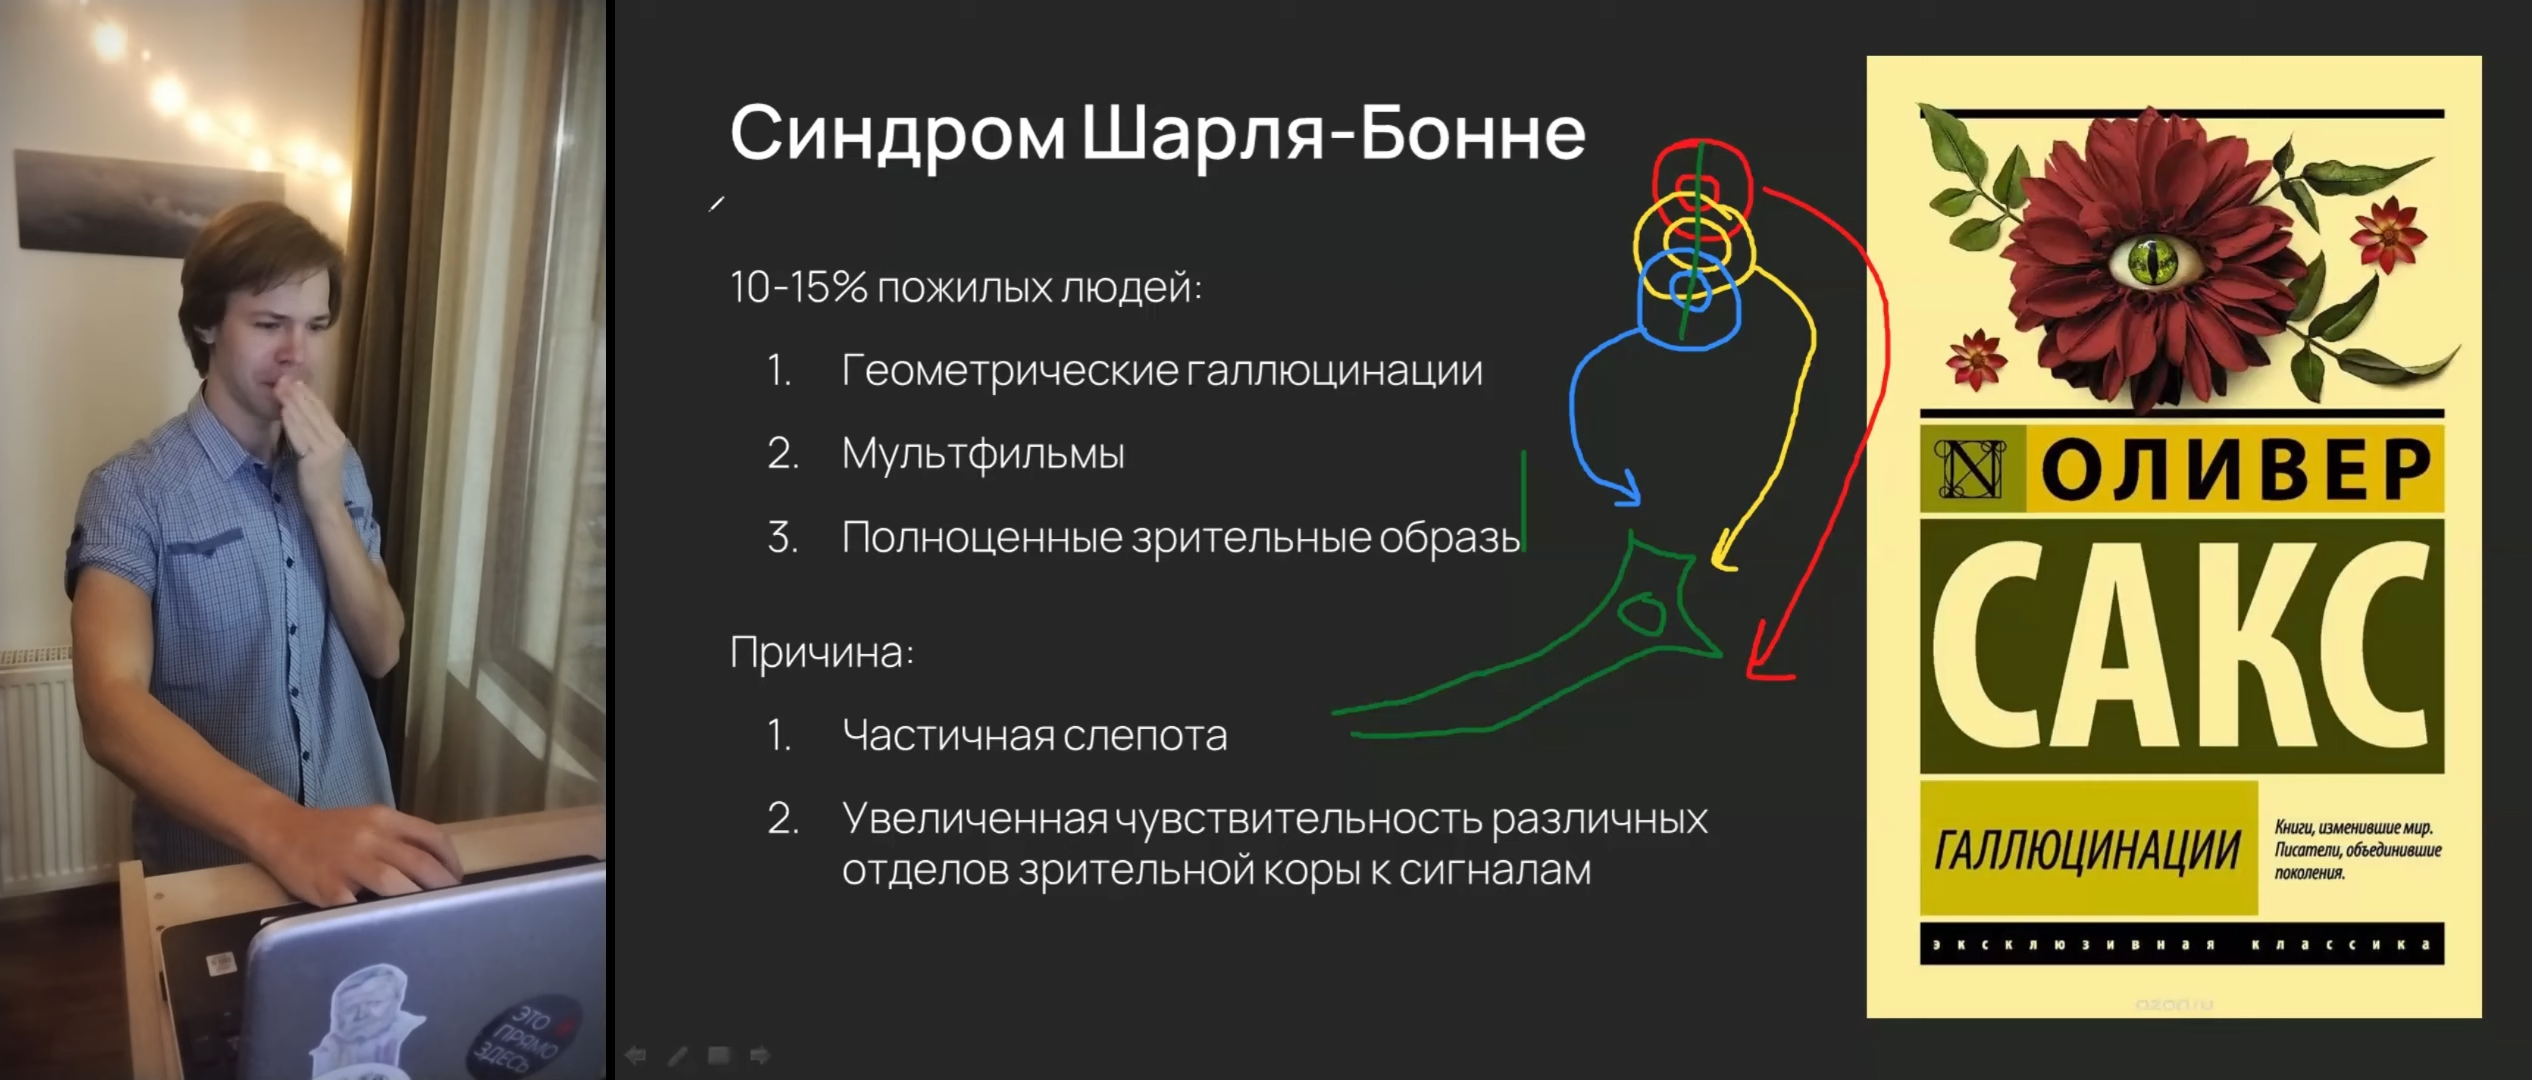 Синдром Шарля-Бонне
10-15% пожилых людей:
1. Геометрические галлюцинации
2. Мультфильмы
3. Полноценные зрительные образы
Причина:
1. Частичная слепота
2. Увеличенная чувствительность различных
отделов зрительной коры к сигналам
N ОЛИВЕР
САКС
ГАЛЛЮЦИНАЦИИ
Книги, изменившие мир.
Писатели, объединившие
поколения.
эксклюзивная классика
ozon.ru
ЭТО
ПРЯМО
ЗДЕСЬ